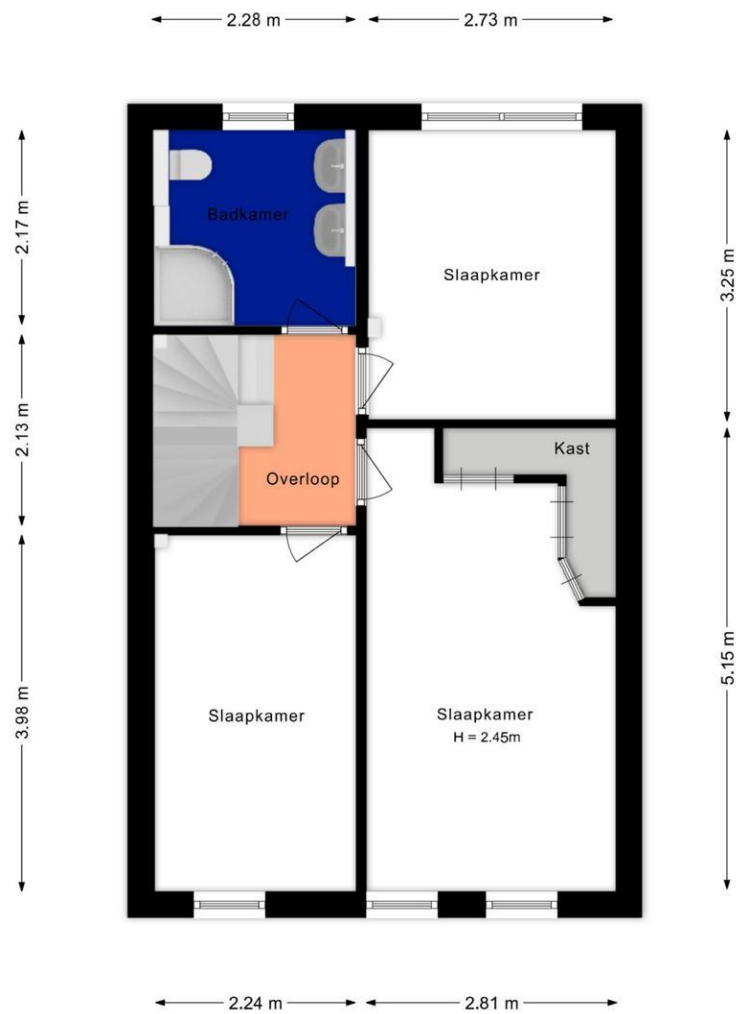 2.28 m
2.73 m
2.17 m
Badkamer
3.25 m
Slaapkamer
2.13 m
Overloop
Kast
3.98 m
Slaapkamer
Slaapkamer
H = 2.45m
5.15 m
2.24 m
2.81 m